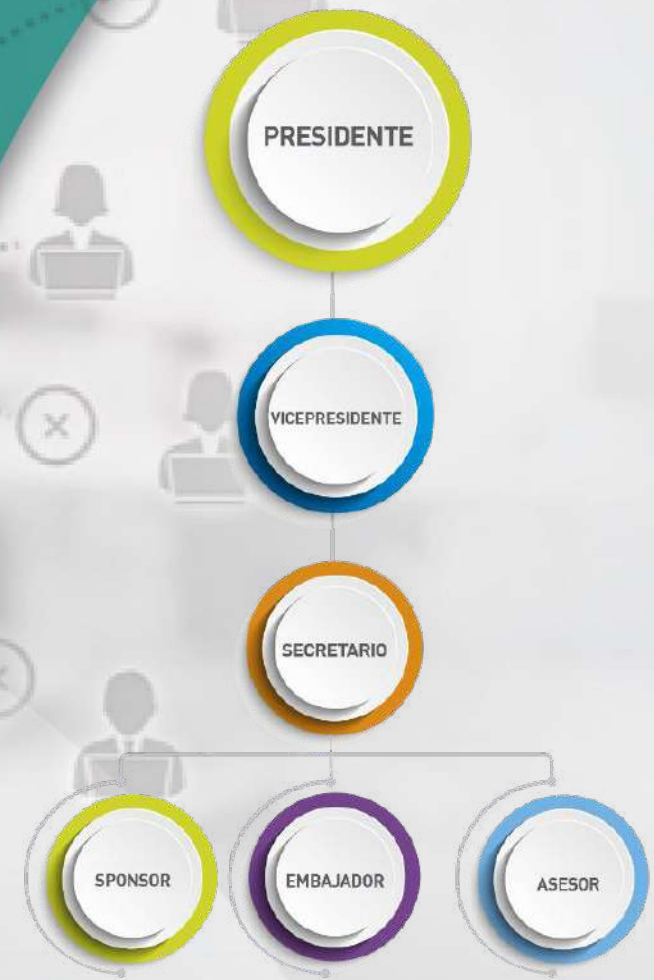 PRESIDENTE
VICEPRESIDENTE
SECRETARIO
SPONSOR
EMBAJADOR
ASESOR